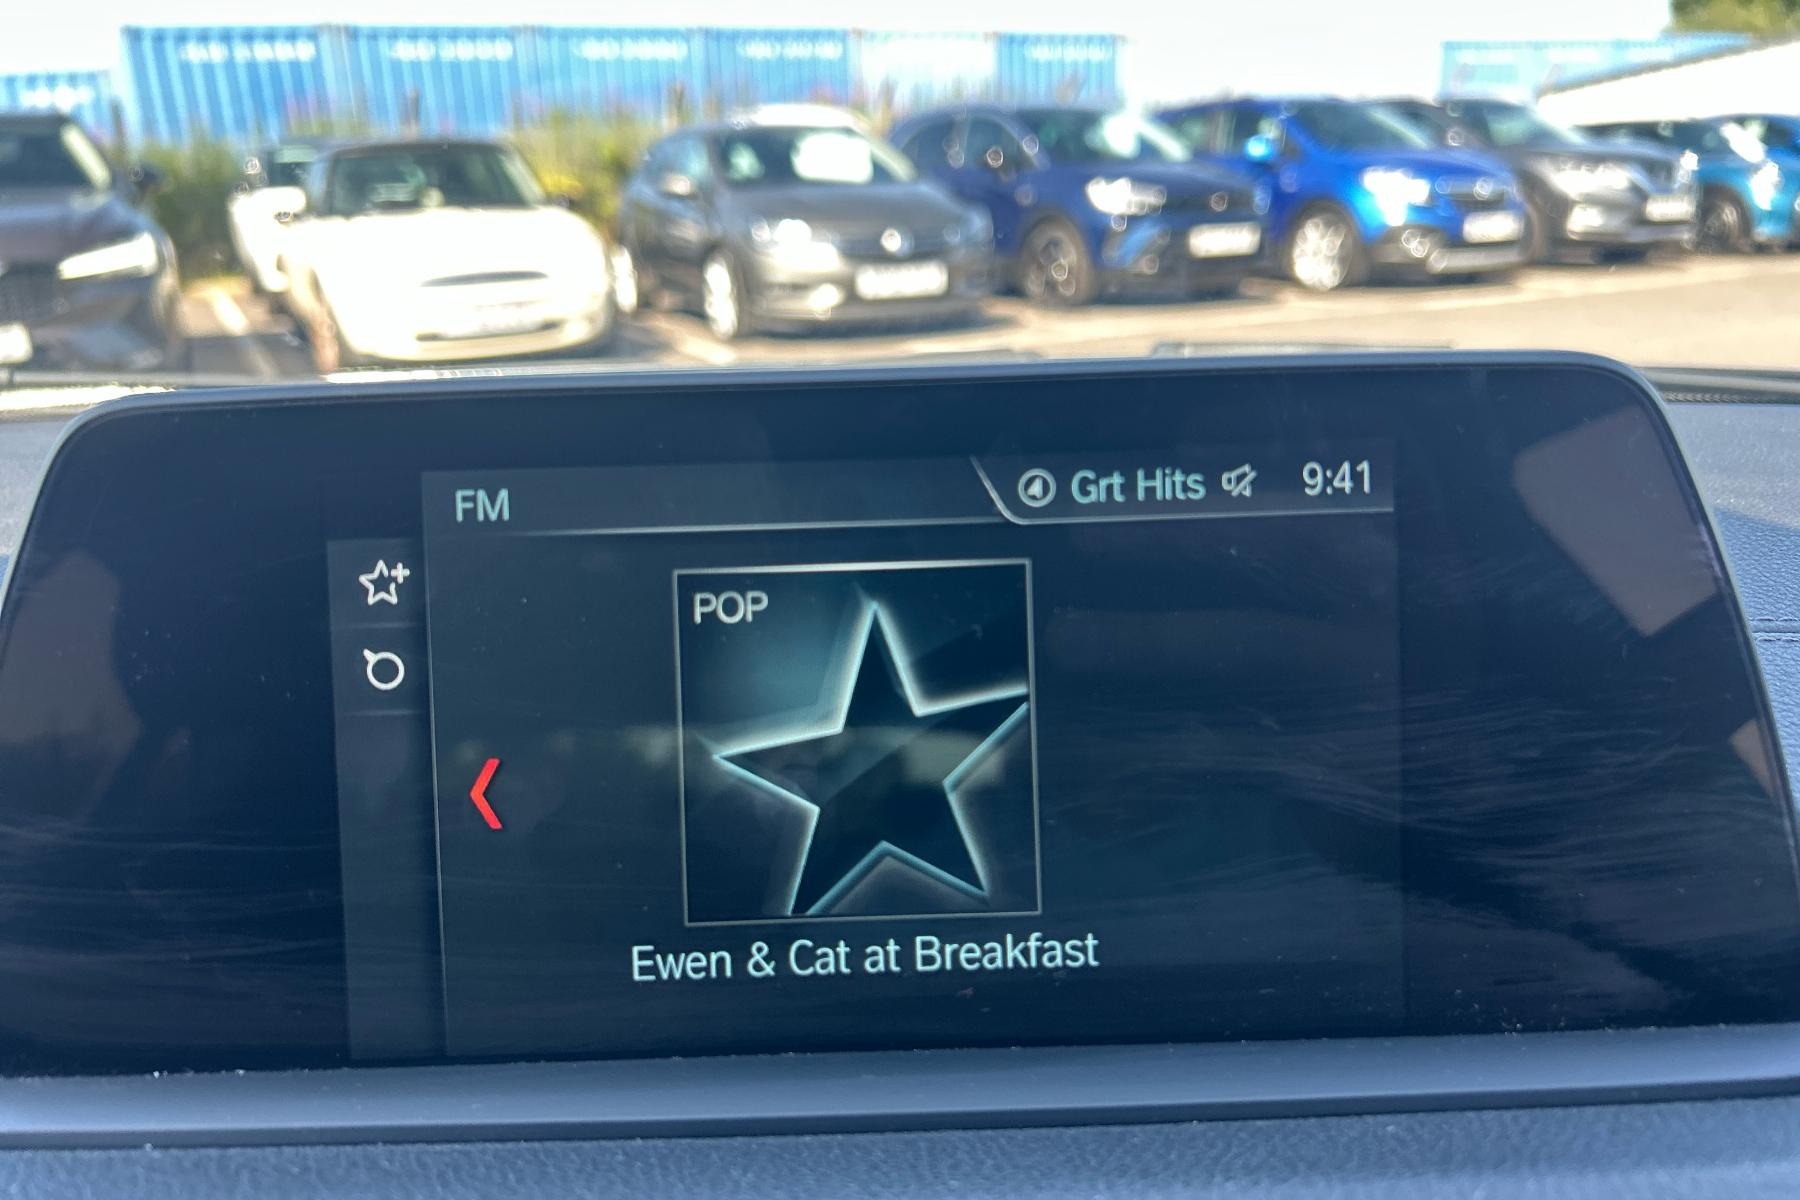 FM
Grt Hits
9:41
POP
Ewen & Cat at Breakfast